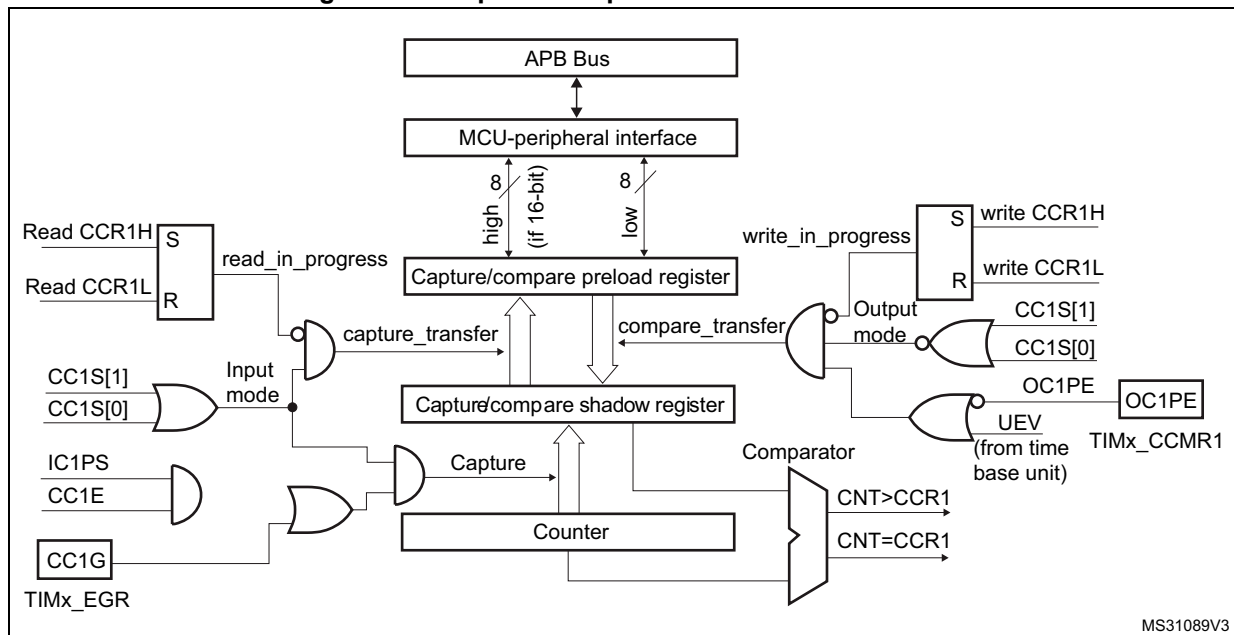 APB Bus
MCU-peripheral interface
8
high
(if 16-bit)
8
low
Read CCR1H
S
read_in_progress
Read CCR1L
R
write_in_progress
S
write CCR1H
R
write CCR1L
Capture/compare preload register
capture_transfer
compare_transfer
Output
mode
CC1S[1]
CC1S[0]
CC1S[1]
CC1S[0]
Input
mode
Capture/compare shadow register
OC1PE
OC1PE
UEV
(from time
base unit)
TIMx_CCMR1
IC1PS
CC1E
Capture
Comparator
CNT>CCR1
CNT=CCR1
Counter
CC1G
TIMx_EGR
MS31089V3